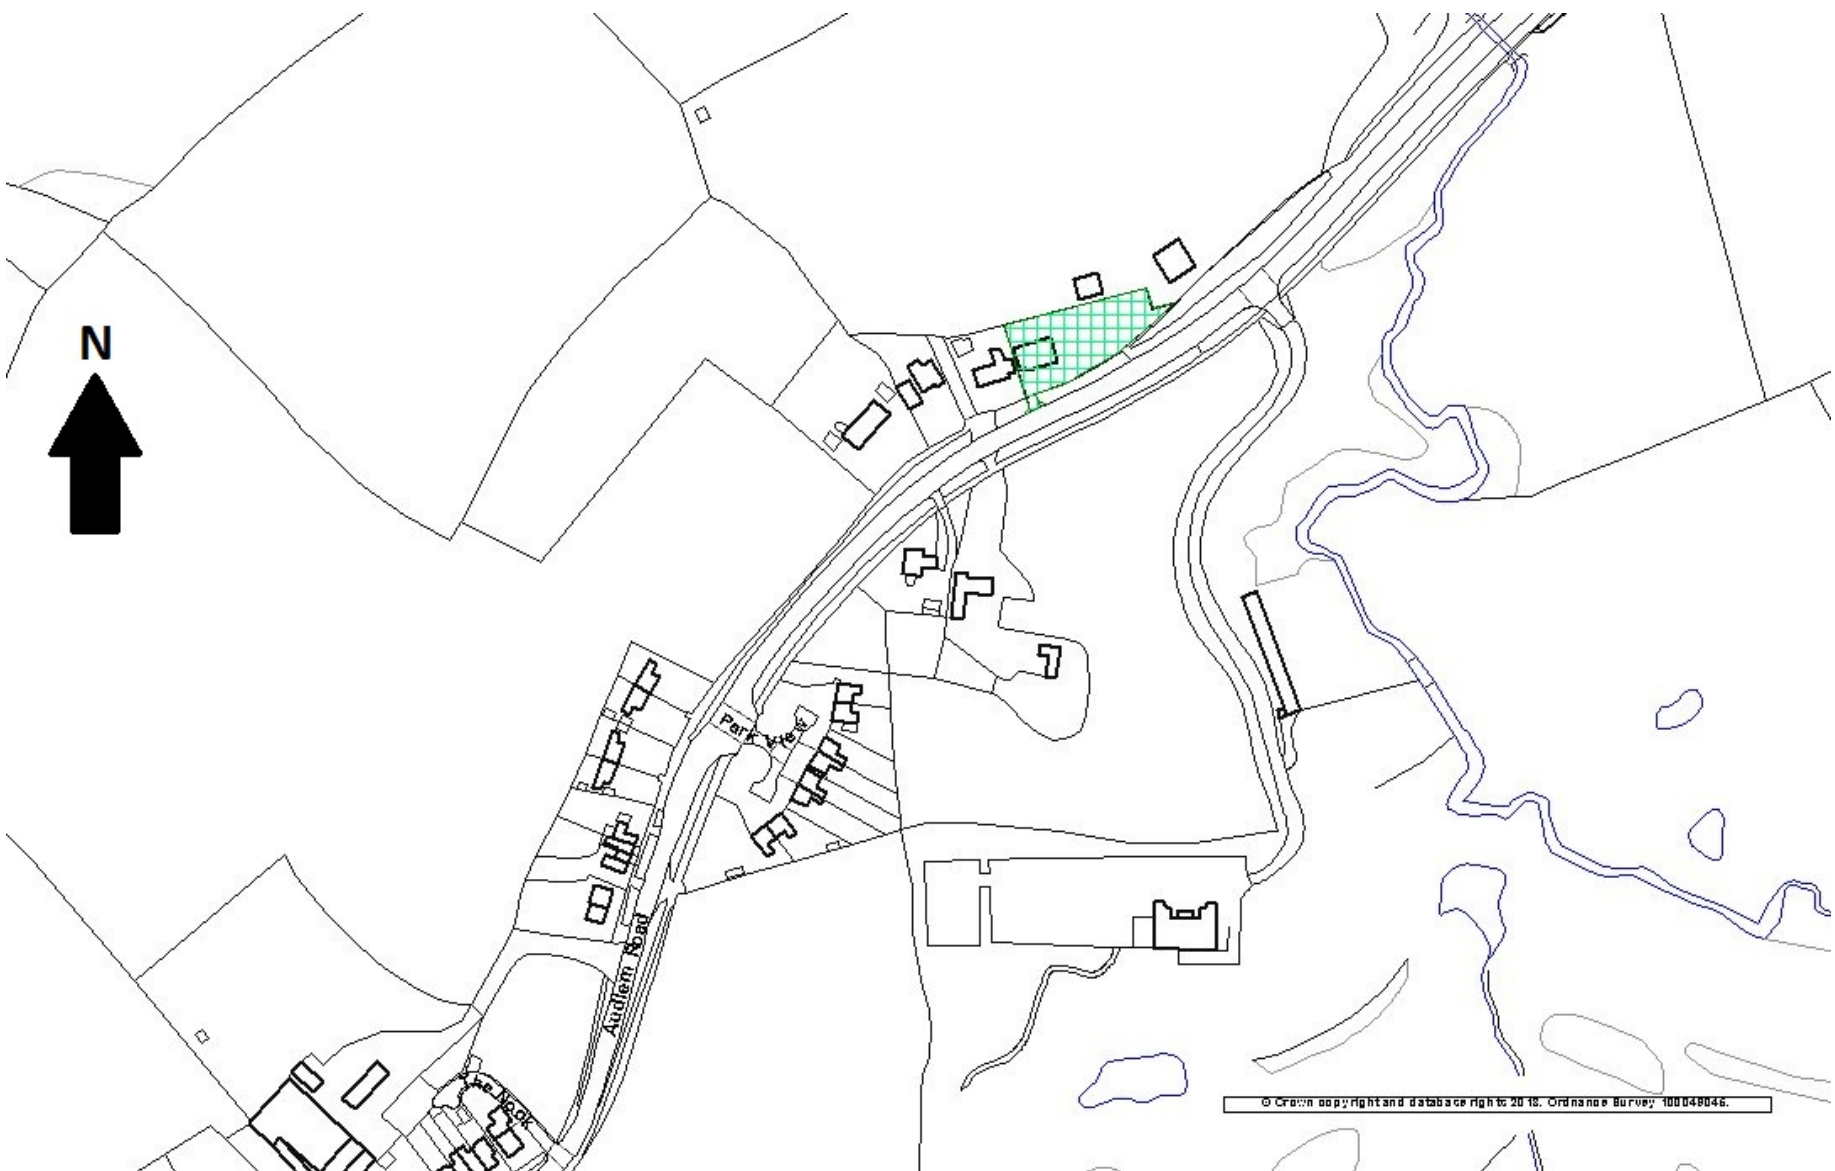 N
Park View
Audlem Road
The Nook
© Crown copyright and database rights 2018. Ordnance Survey 100049046.